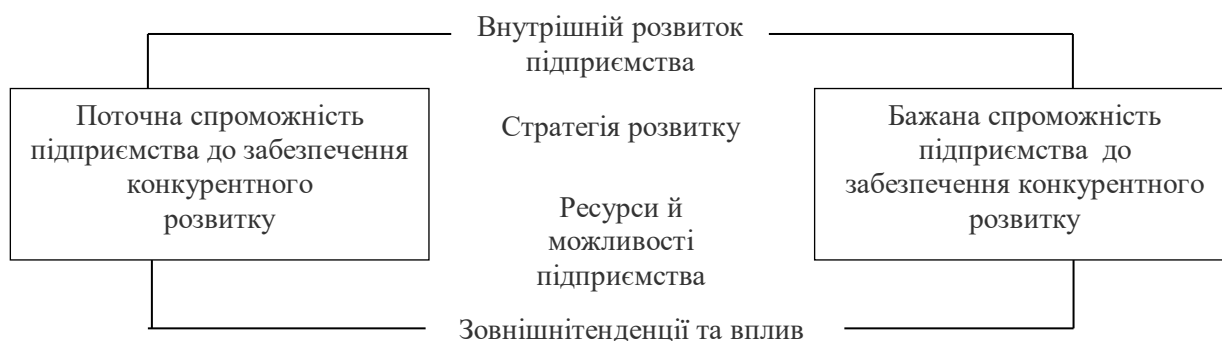 Внутрішній розвиток
підприємства
Поточна спроможність
підприємства до забезпечення
конкурентного
розвитку
Стратегія розвитку
Ресурси й
можливості
підприємства
Бажана спроможність
підприємства до
забезпечення конкурентного
розвитку
Зовнішнітенденції та вплив